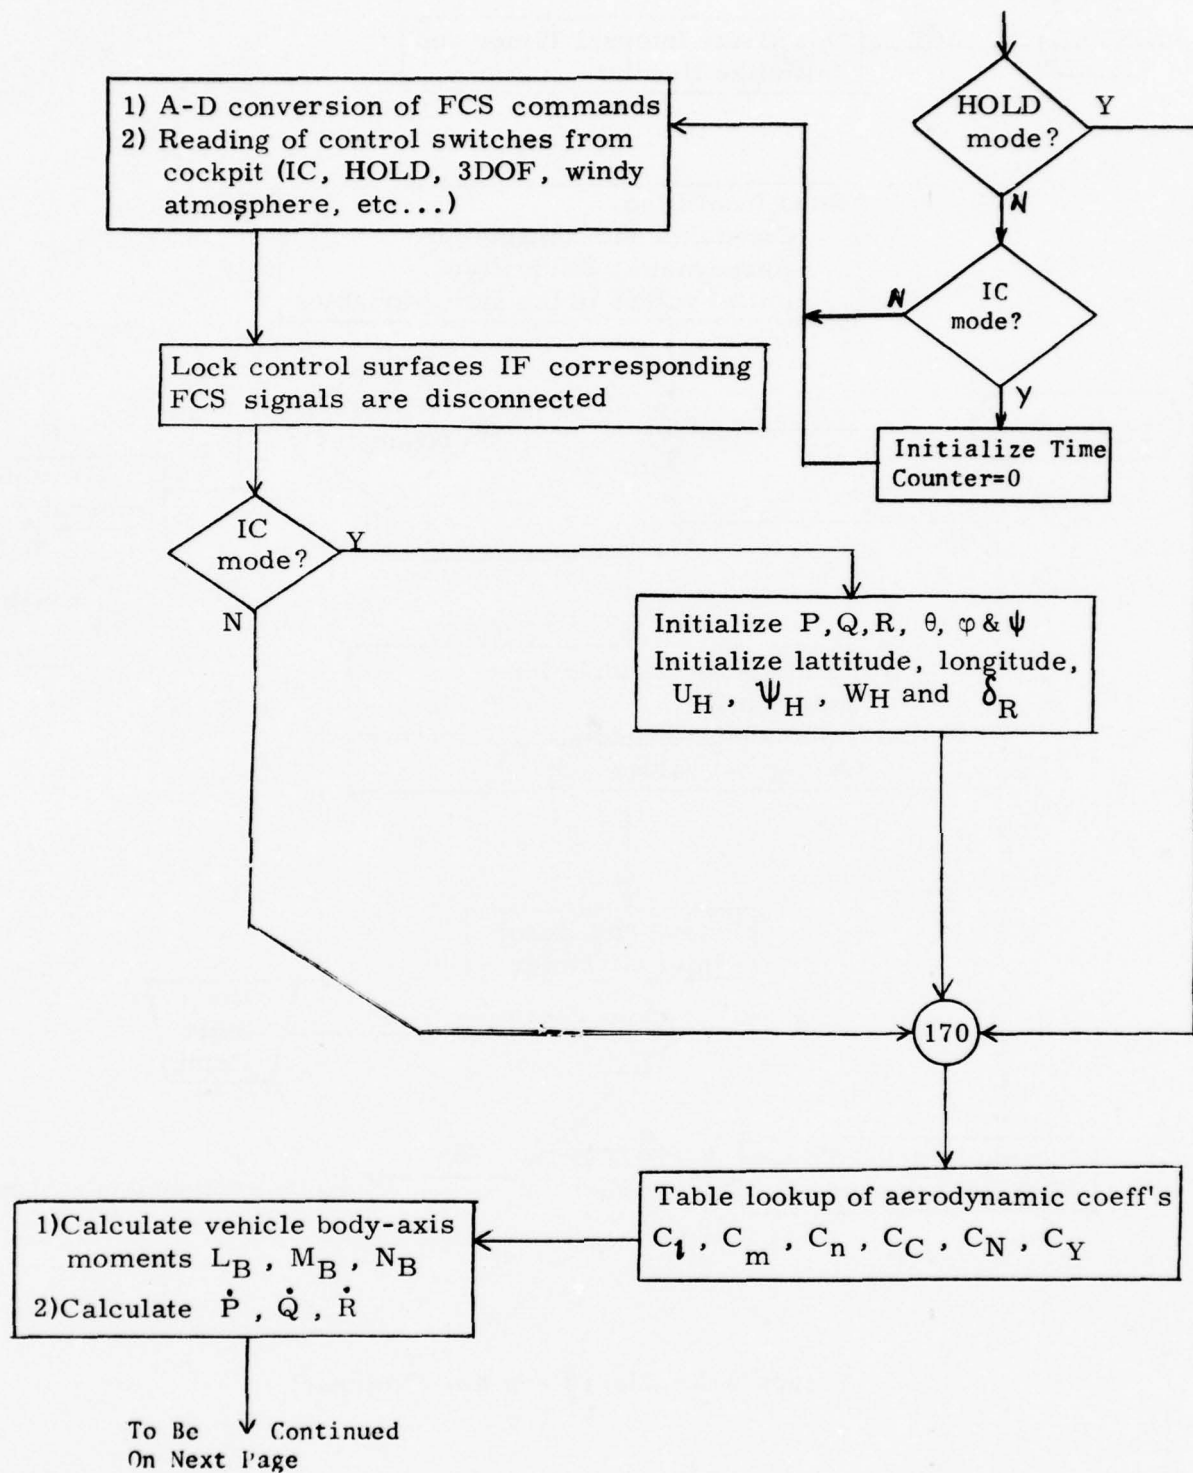 HOLD
mode?
Y
N
IC
mode?
N
Y
Initialize Time
Counter=0
1) A-D conversion of FCS commands
2) Reading of control switches from
cockpit (IC, HOLD, 3DOF, windy
atmosphere, etc...)
Lock control surfaces IF corresponding
FCS signals are disconnected
IC
mode?
Y
N
Initialize P, Q, R, θ, φ & ψ
Initialize lattitude, longitude,
U_H , ψ_H , W_H and δ_R
170
Table lookup of aerodynamic coeff's
C_l , C_m , C_n , C_C , C_N , C_Y
1)Calculate vehicle body-axis
moments L_B , M_B , N_B
2)Calculate Ṗ , Q̇ , Ṙ
To Be Continued
On Next Page